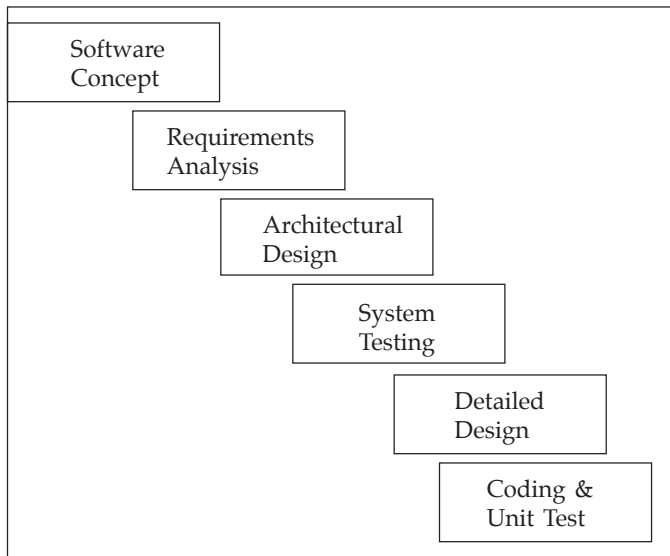 Software
Concept
Requirements
Analysis
Architectural
Design
System
Testing
Detailed
Design
Coding &
Unit Test